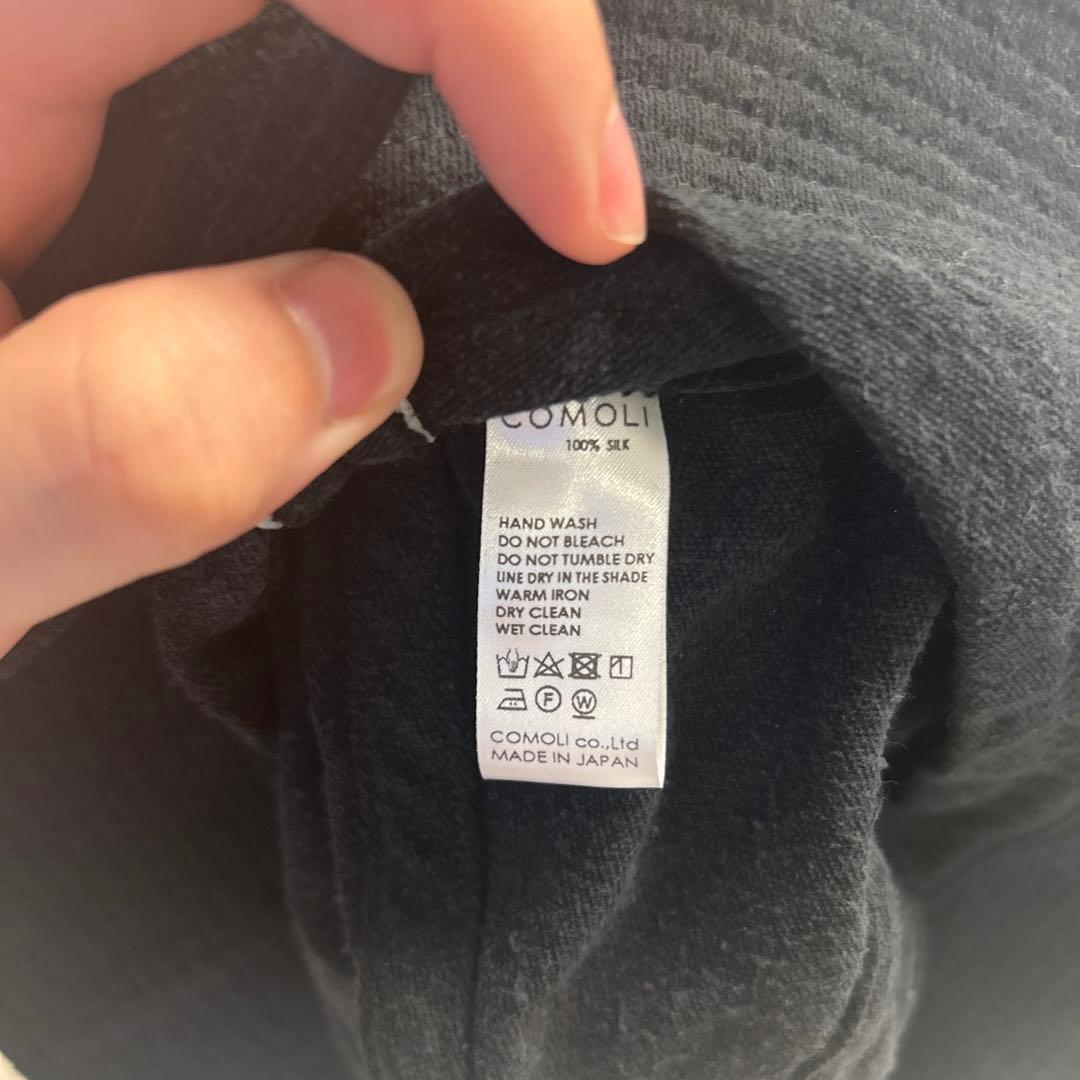 COMOLI
100% SILK
HAND WASH
DO NOT BLEACH
DO NOT TUMBLE DRY
LINE DRY IN THE SHADE
WARM IRON
DRY CLEAN
WET CLEAN
F W
COMOLI co.,Ltd
MADE IN JAPAN